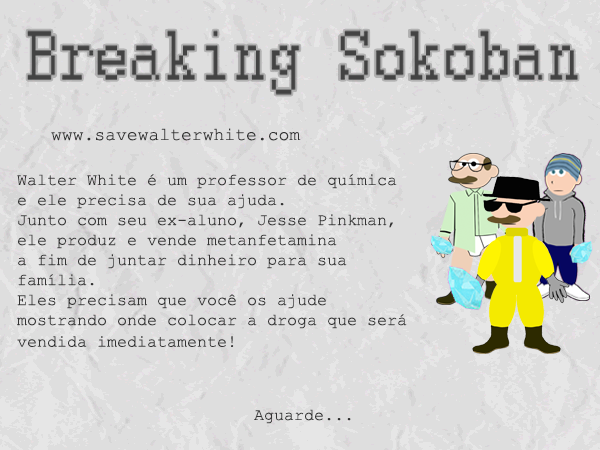 Breaking Sokoban
www.savewalterwhite.com
Walter White é um professor de química
e ele precisa de sua ajuda.
Junto com seu ex-aluno, Jesse Pinkman,
ele produz e vende metanfetamina
a fim de juntar dinheiro para sua
família.
Eles precisam que você os ajude
mostrando onde colocar a droga que será
vendida imediatamente!
Aguarde...